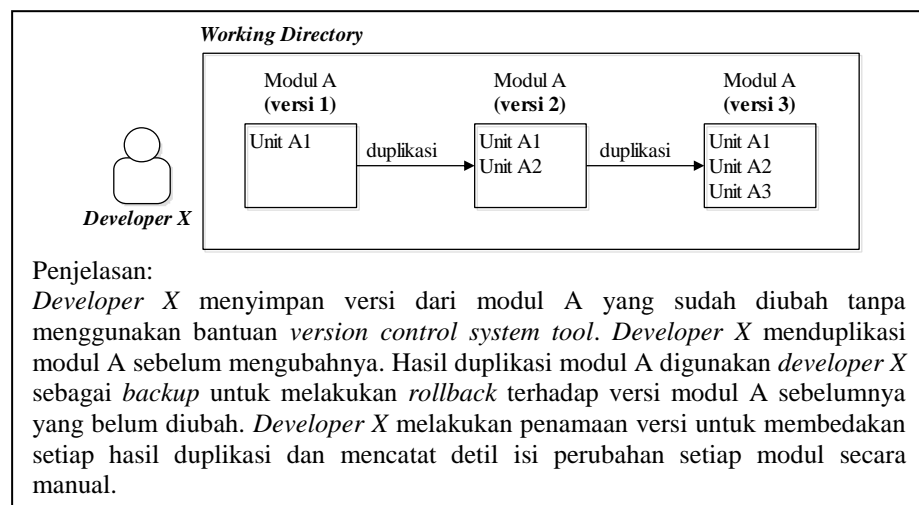 Working Directory
Modul A
(versi 1)
Modul A
(versi 2)
Modul A
(versi 3)
Unit A1
duplikasi
Unit A1
Unit A2
duplikasi
Unit A1
Unit A2
Unit A3
Developer X
Penjelasan:
Developer X menyimpan versi dari modul A yang sudah diubah tanpa
menggunakan bantuan version control system tool. Developer X menduplikasi
modul A sebelum mengubahnya. Hasil duplikasi modul A digunakan developer X
sebagai backup untuk melakukan rollback terhadap versi modul A sebelumnya
yang belum diubah. Developer X melakukan penamaan versi untuk membedakan
setiap hasil duplikasi dan mencatat detil isi perubahan setiap modul secara
manual.